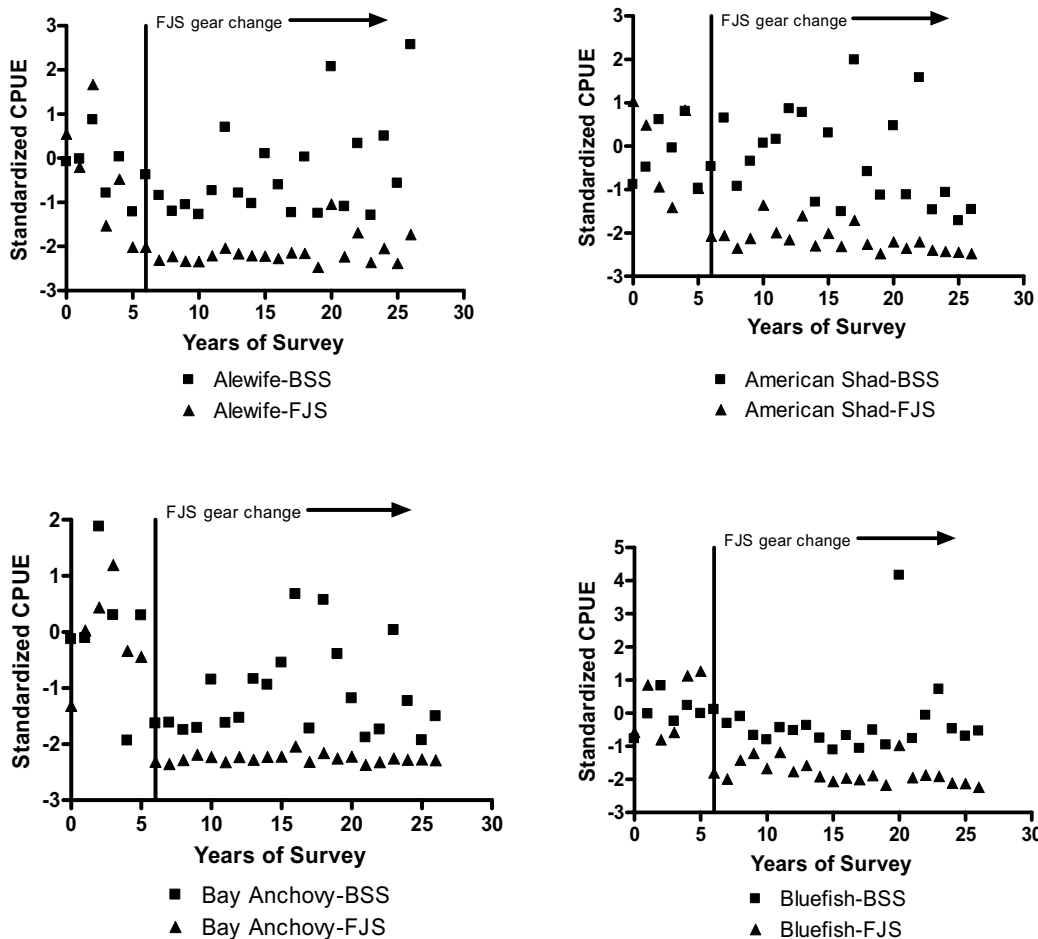 FJS gear change
3
2
1
0
-1
-2
-3
Standardized CPUE
0 5 10 15 20 25 30
Years of Survey
Alewife-BSS
Alewife-FJS
FJS gear change
3
2
1
0
-1
-2
-3
Standardized CPUE
0 5 10 15 20 25 30
Years of Survey
American Shad-BSS
American Shad-FJS
FJS gear change
2
1
0
-1
-2
-3
Standardized CPUE
0 5 10 15 20 25 30
Years of Survey
Bay Anchovy-BSS
Bay Anchovy-FJS
FJS gear change
5
4
3
2
1
0
-1
-2
-3
Standardized CPUE
0 5 10 15 20 25 30
Years of Survey
Bluefish-BSS
Bluefish-FJS